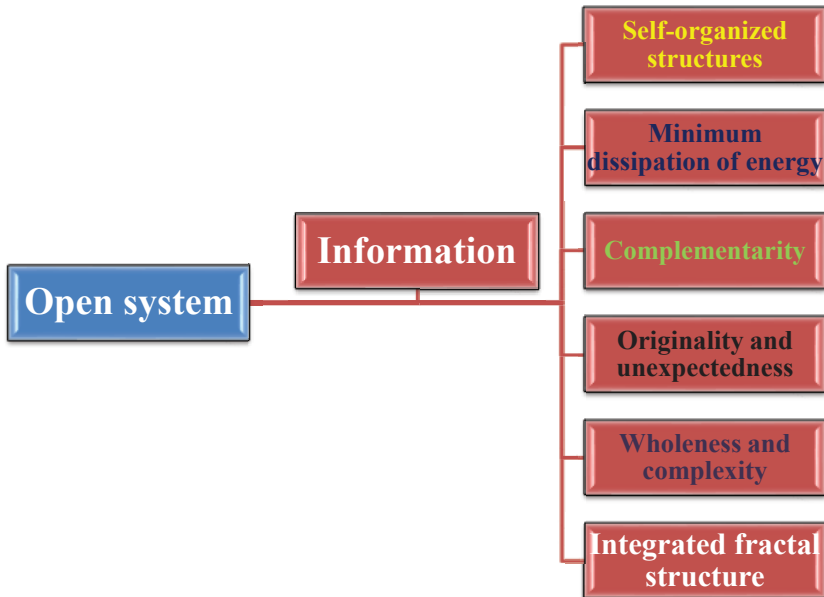 Open system
Information
Self-organized
structures
Minimum
dissipation of energy
Complementarity
Originality and
unexpectedness
Wholeness and
complexity
Integrated fractal
structure